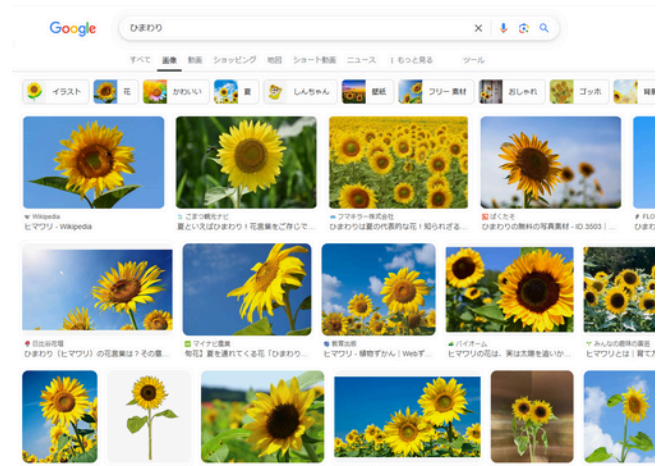 Google
ひまわり
すべて 画像 動画 ショッピング 地図 ショート動画 ニュース もっと見る ツール
イラスト 花 かわいい 夏 しんちゃん 壁紙 フリー 素材 おしゃれ ゴッホ
Wikipedia こまつ観光ナビ フマキラー株式会社 ぱくたそ FLO
ヒマワリ - Wikipedia 夏といえばひまわり！花言葉をご存じで... ひまわりは夏の代表的な花！知られざる... ひまわりの無料の写真素材 - ID.3503 | ... ひまわ
日比谷花壇 マイナビ農業 教育出版 バイオーム みんなの趣味の園芸
ひまわり（ヒマワリ）の花言葉は？その意... 旬花】夏を連れてくる花「ひまわり... ヒマワリ - 植物ずかん｜Webず... ヒマワリの花は、実は太陽を追いか... ヒマワリとは｜育て方